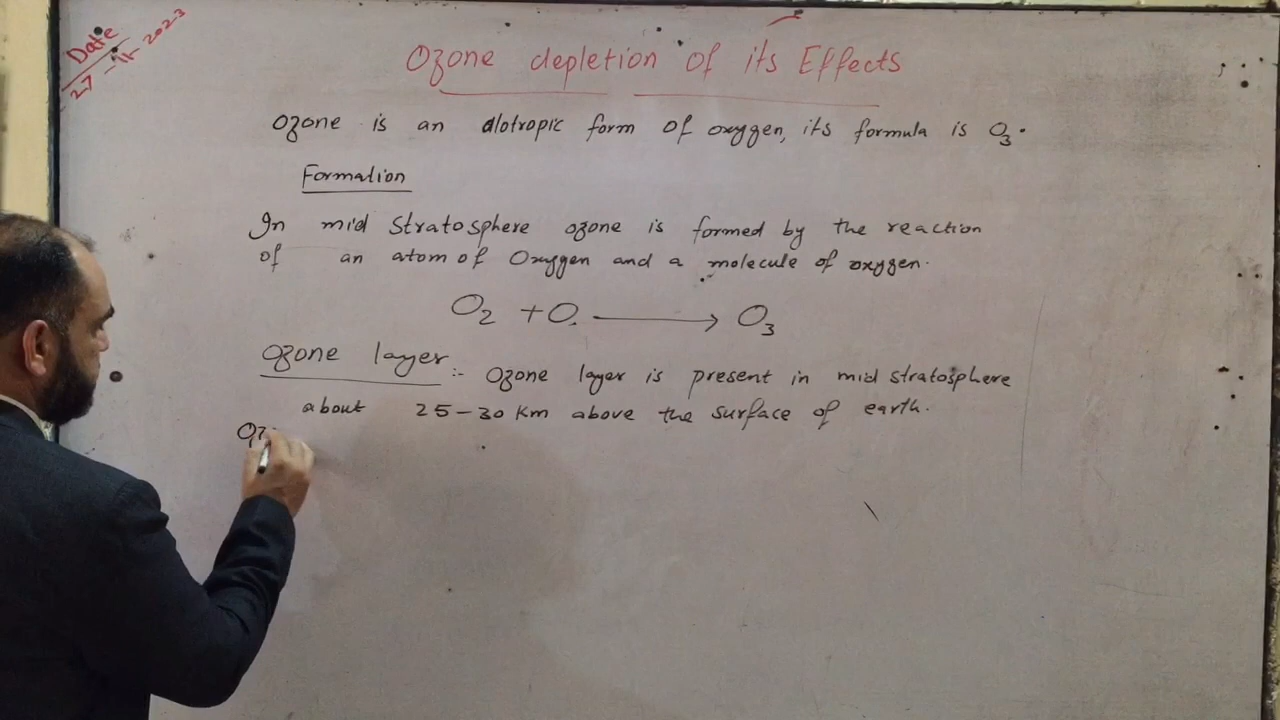 Date
27-11-2023
Ozone depletion of its Effects
Ozone is an alotropic form of oxygen, its formula is O₃.
Formation
In mid stratosphere ozone is formed by the reaction
of an atom of Oxygen and a molecule of oxygen.
O₂ + O. ⟶ O₃
Ozone layer :- Ozone layer is present in mid stratosphere
about 25-30 Km above the surface of earth.
Oz